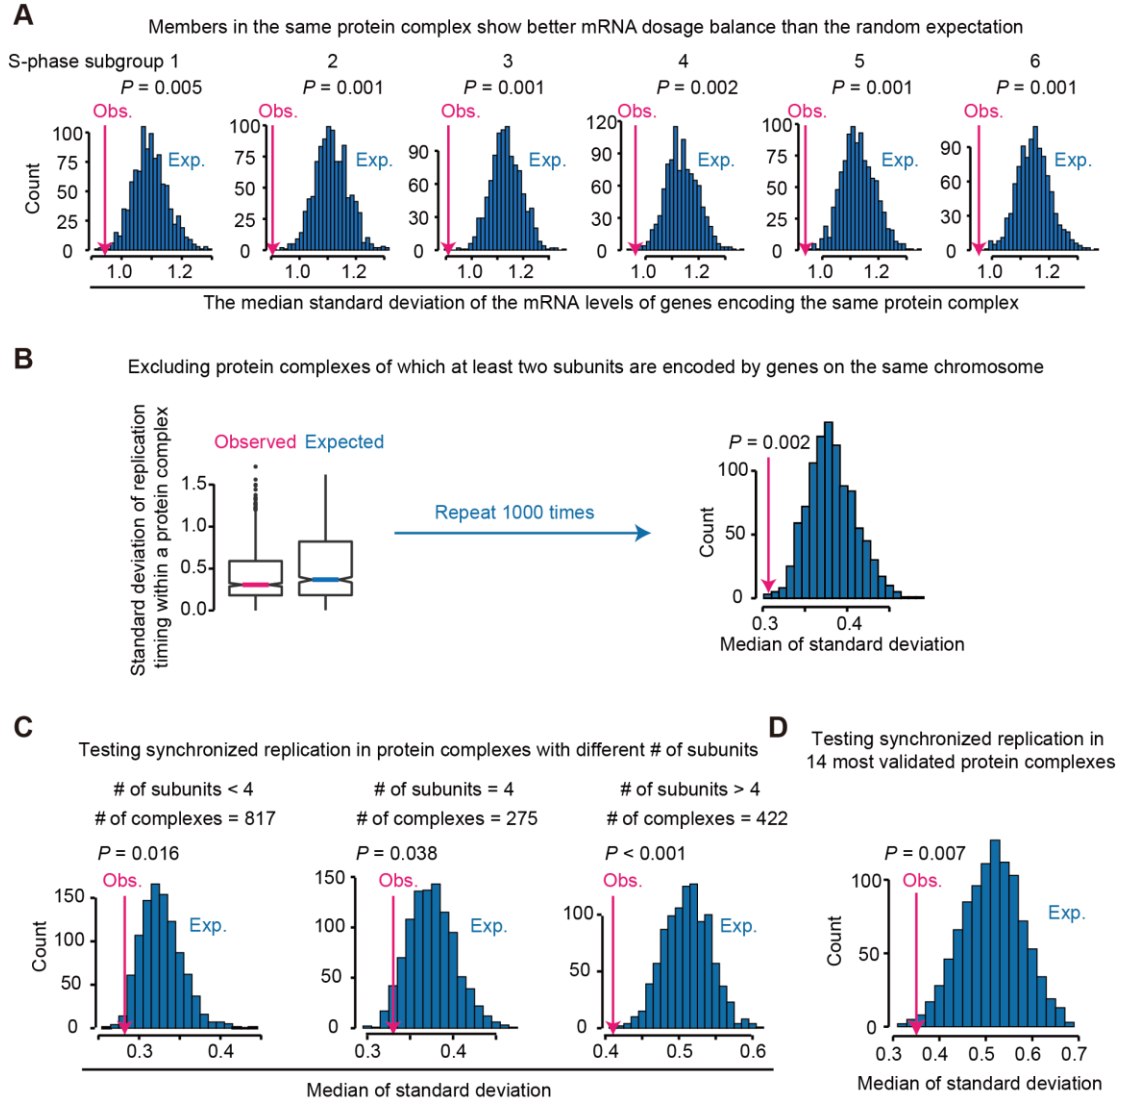 A
Members in the same protein complex show better mRNA dosage balance than the random expectation
S-phase subgroup 1 2 3 4 5 6
P = 0.005 P = 0.001 P = 0.001 P = 0.002 P = 0.001 P = 0.001
Obs. Obs. Obs. Obs. Obs. Obs.
Exp. Exp. Exp. Exp. Exp. Exp.
Count
100 75 50 25 0
100 75 50 25 0
90 60 30 0
120 90 60 30 0
100 75 50 25 0
90 60 30 0
1.0 1.2 1.0 1.2 1.0 1.2 1.0 1.2 1.0 1.2 1.0 1.2
The median standard deviation of the mRNA levels of genes encoding the same protein complex
B
Excluding protein complexes of which at least two subunits are encoded by genes on the same chromosome
Standard deviation of replication
timing within a protein complex
Observed Expected
1.5
1.0
0.5
0.0
Repeat 1000 times
P = 0.002
Count
100
50
0
0.3 0.4
Median of standard deviation
C
Testing synchronized replication in protein complexes with different # of subunits
# of subunits < 4 # of subunits = 4 # of subunits > 4
# of complexes = 817 # of complexes = 275 # of complexes = 422
P = 0.016 P = 0.038 P < 0.001
Obs. Obs. Obs.
Exp. Exp. Exp.
Count
150 100 50 0
150 100 50 0
100 50 0
0.3 0.4 0.3 0.4 0.4 0.5 0.6
Median of standard deviation
D
Testing synchronized replication in
14 most validated protein complexes
P = 0.007
Obs.
Exp.
Count
100
50
0
0.3 0.4 0.5 0.6 0.7
Median of standard deviation